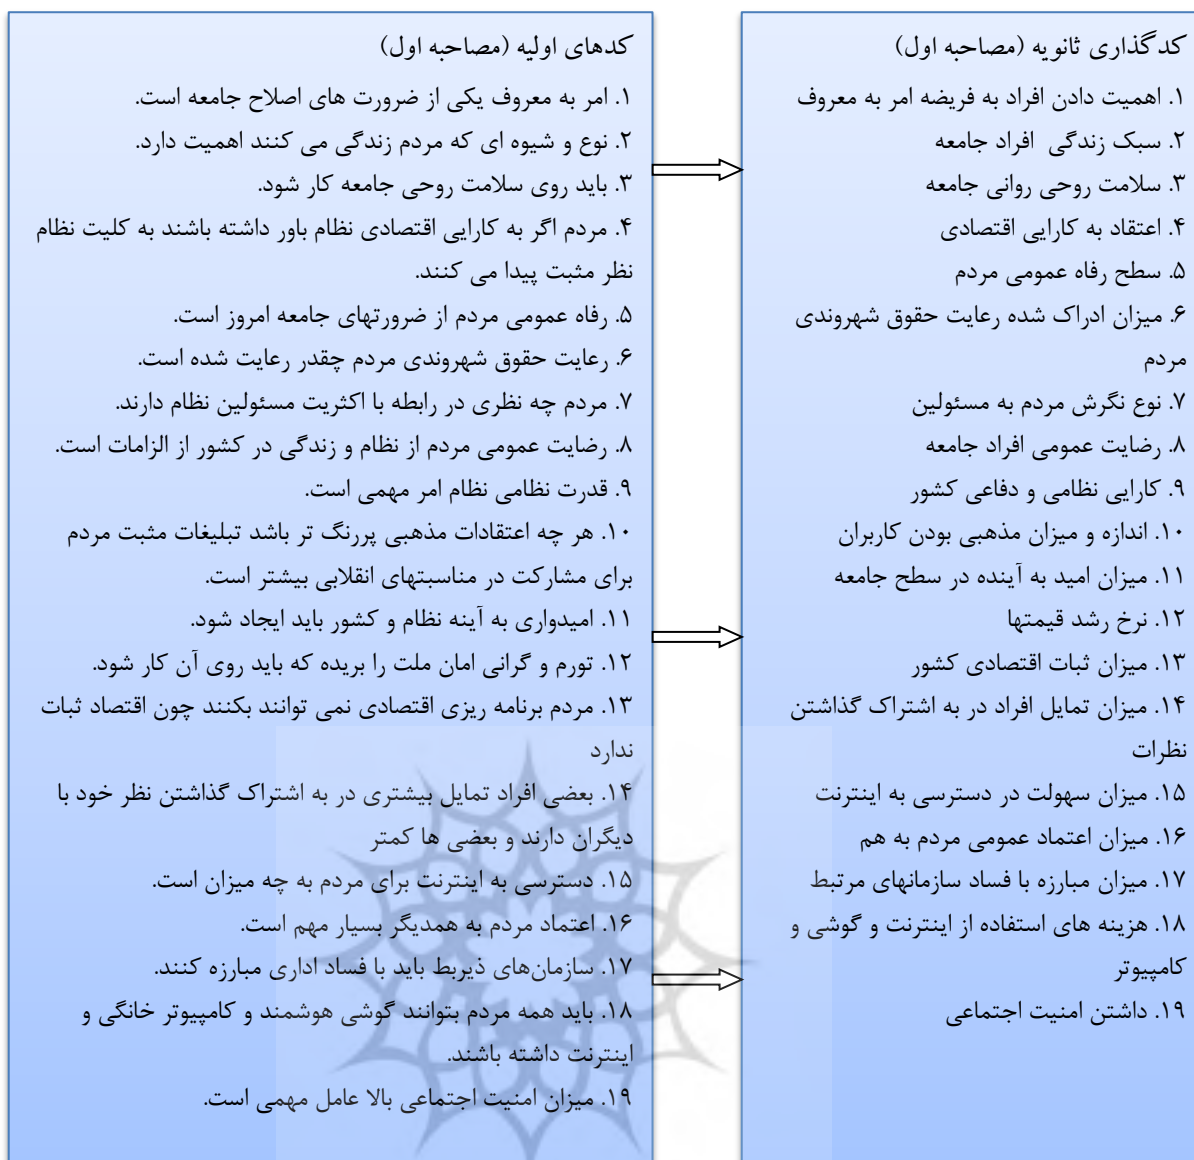 کدگذاری ثانویه (مصاحبه اول)
۱. اهمیت دادن افراد به فریضه امر به معروف
۲. سبک زندگی افراد جامعه
۳. سلامت روحی روانی جامعه
۴. اعتقاد به کارایی اقتصادی
۵. سطح رفاه عمومی مردم
۶. میزان ادراک شده رعایت حقوق شهروندی
مردم
۷. نوع نگرش مردم به مسئولین
۸. رضایت عمومی افراد جامعه
۹. کارایی نظامی و دفاعی کشور
۱۰. اندازه و میزان مذهبی بودن کاربران
۱۱. میزان امید به آینده در سطح جامعه
۱۲. نرخ رشد قیمتها
۱۳. میزان ثبات اقتصادی کشور
۱۴. میزان تمایل افراد در به اشتراک گذاشتن
نظرات
۱۵. میزان سهولت در دسترسی به اینترنت
۱۶. میزان اعتماد عمومی مردم به هم
۱۷. میزان مبارزه با فساد سازمانهای مرتبط
۱۸. هزینه های استفاده از اینترنت و گوشی و
کامپیوتر
۱۹. داشتن امنیت اجتماعی
کدهای اولیه (مصاحبه اول)
۱. امر به معروف یکی از ضرورت های اصلاح جامعه است.
۲. نوع و شیوه ای که مردم زندگی می کنند اهمیت دارد.
۳. باید روی سلامت روحی جامعه کار شود.
۴. مردم اگر به کارایی اقتصادی نظام باور داشته باشند به کلیت نظام
نظر مثبت پیدا می کنند.
۵. رفاه عمومی مردم از ضرورتهای جامعه امروز است.
۶. رعایت حقوق شهروندی مردم چقدر رعایت شده است.
۷. مردم چه نظری در رابطه با اکثریت مسئولین نظام دارند.
۸. رضایت عمومی مردم از نظام و زندگی در کشور از الزامات است.
۹. قدرت نظامی نظام امر مهمی است.
۱۰. هر چه اعتقادات مذهبی پررنگ تر باشد تبلیغات مثبت مردم
برای مشارکت در مناسبتهای انقلابی بیشتر است.
۱۱. امیدواری به آینه نظام و کشور باید ایجاد شود.
۱۲. تورم و گرانی امان ملت را بریده که باید روی آن کار شود.
۱۳. مردم برنامه ریزی اقتصادی نمی توانند بکنند چون اقتصاد ثبات
ندارد
۱۴. بعضی افراد تمایل بیشتری در به اشتراک گذاشتن نظر خود با
دیگران دارند و بعضی ها کمتر
۱۵. دسترسی به اینترنت برای مردم به چه میزان است.
۱۶. اعتماد مردم به همدیگر بسیار مهم است.
۱۷. سازمان‌های ذیربط باید با فساد اداری مبارزه کنند.
۱۸. باید همه مردم بتوانند گوشی هوشمند و کامپیوتر خانگی و
اینترنت داشته باشند.
۱۹. میزان امنیت اجتماعی بالا عامل مهمی است.